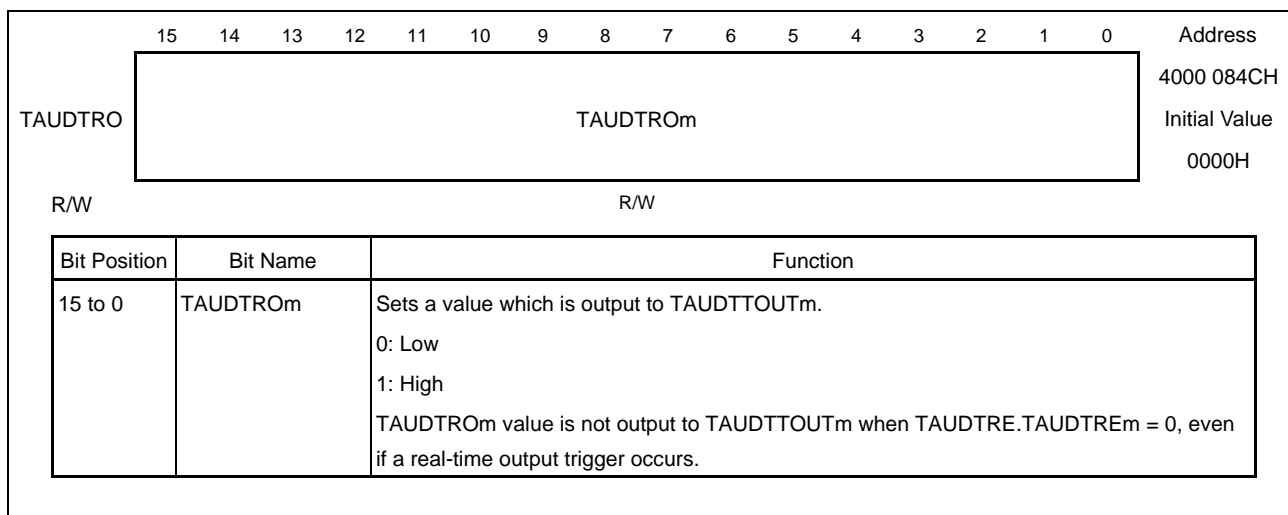 15 14 13 12 11 10 9 8 7 6 5 4 3 2 1 0 Address
4000 084CH
TAUDTRO TAUDTROm Initial Value
0000H
R/W R/W
Bit Position Bit Name Function
15 to 0 TAUDTROm Sets a value which is output to TAUDTTOUTm.
0: Low
1: High
TAUDTROm value is not output to TAUDTTOUTm when TAUDTRE.TAUDTREm = 0, even
if a real-time output trigger occurs.